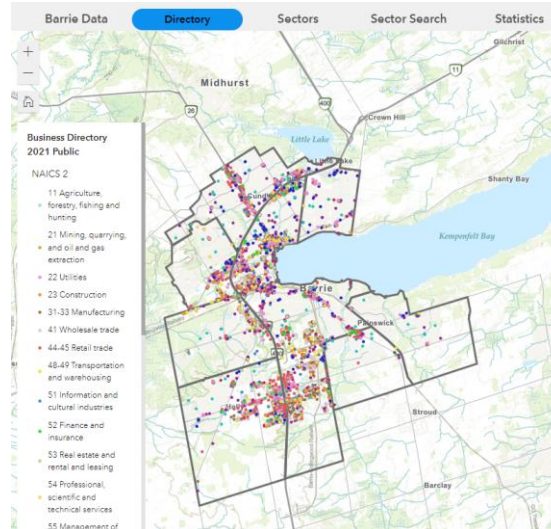 Barrie Data
Directory
Sectors
Sector Search
Statistics
Gilchrist
11
Midhurst
26
400
Crown Hill
Little Lake
Little Lake
Shanty Bay
Kempenfelt Bay
Barrie
Painswick
Holly
Stroud
Barclay
Business Directory
2021 Public
NAICS 2
11 Agriculture,
forestry, fishing and
hunting
21 Mining, quarrying,
and oil and gas
extraction
22 Utilities
23 Construction
31-33 Manufacturing
41 Wholesale trade
44-45 Retail trade
48-49 Transportation
and warehousing
51 Information and
cultural industries
52 Finance and
insurance
53 Real estate and
rental and leasing
54 Professional,
scientific and
technical services
55 Management of